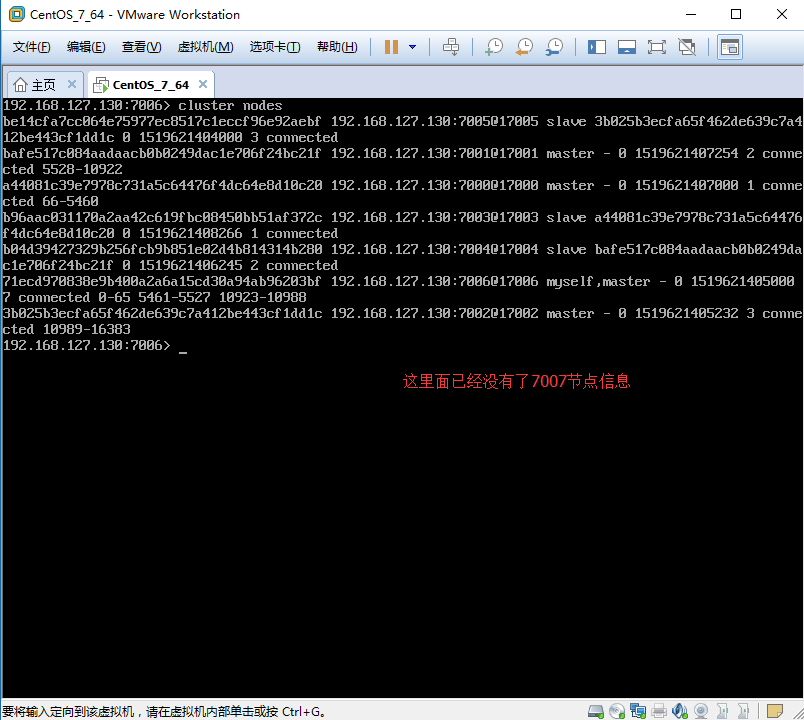 CentOS_7_64 - VMware Workstation
文件(F) 编辑(E) 查看(V) 虚拟机(M) 选项卡(T) 帮助(H)
主页 CentOS_7_64
192.168.127.130:7006> cluster nodes
be14cfa7cc064e75977ec8517c1eccf96e92aebf 192.168.127.130:7005@17005 slave 3b025b3ecfa65f462de639c7a4
12be443cf1dd1c 0 1519621404000 3 connected
bafe517c084aadaacb0b0249dac1e706f24bc21f 192.168.127.130:7001@17001 master - 0 1519621407254 2 conne
cted 5528-10922
a44081c39e7978c731a5c64476f4dc64e8d10c20 192.168.127.130:7000@17000 master - 0 1519621407000 1 conne
cted 66-5460
b96aac031170a2aa42c619fbc08450bb51af372c 192.168.127.130:7003@17003 slave a44081c39e7978c731a5c64476
f4dc64e8d10c20 0 1519621408266 1 connected
b04d39427329b256fcb9b851e02d4b814314b280 192.168.127.130:7004@17004 slave bafe517c084aadaacb0b0249da
c1e706f24bc21f 0 1519621406245 2 connected
71ecd970838e9b400a2a6a15cd30a94ab96203bf 192.168.127.130:7006@17006 myself,master - 0 1519621405000
7 connected 0-65 5461-5527 10923-10988
3b025b3ecfa65f462de639c7a412be443cf1dd1c 192.168.127.130:7002@17002 master - 0 1519621405232 3 conne
cted 10989-16383
192.168.127.130:7006> _
这里面已经没有了7007节点信息
要将输入定向到该虚拟机，请在虚拟机内部单击或按 Ctrl+G。